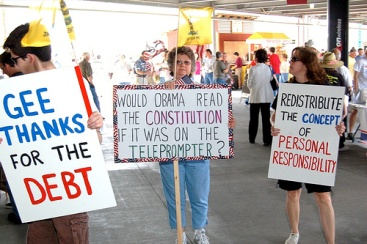 GEE
THANKS
FOR THE
DEBT
WOULD OBAMA READ
THE CONSTITUTION
IF IT WAS ON THE
TELEPROMPTER ?
REDISTRIBUTE
THE CONCEPT
OF
PERSONAL
RESPONSIBILITY